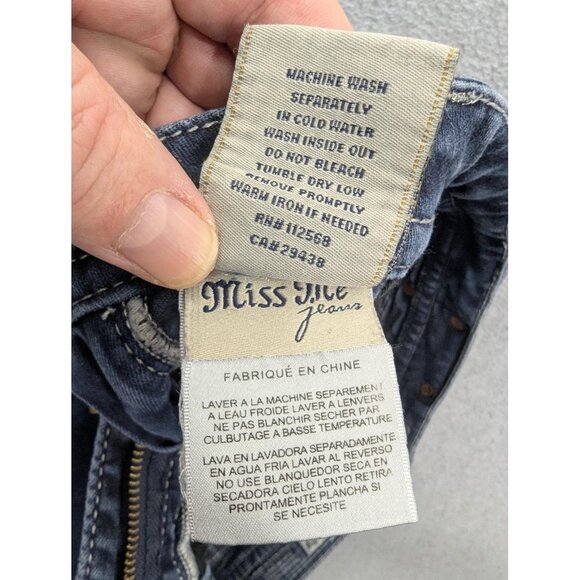 MACHINE WASH
SEPARATELY
IN COLD WATER
WASH INSIDE OUT
DO NOT BLEACH
TUMBLE DRY LOW
REMOVE PROMPTLY
WARM IRON IF NEEDED
RN# 112568
CA# 29438
Miss Me
jeans
FABRIQUÉ EN CHINE
LAVER A LA MACHINE SEPAREMENT
A LEAU FROIDE LAVER A LENVERS
NE PAS BLANCHIR SECHER PAR
CULBUTAGE A BASSE TEMPERATURE
LAVA EN LAVADORA SEPARADAMENTE
EN AGUA FRIA LAVAR AL REVERSO
NO USE BLANQUEDOR SECA EN
SECADORA CIELO LENTO RETIRA
PRONTAMENTE PLANCHA SI
SE NECESITE